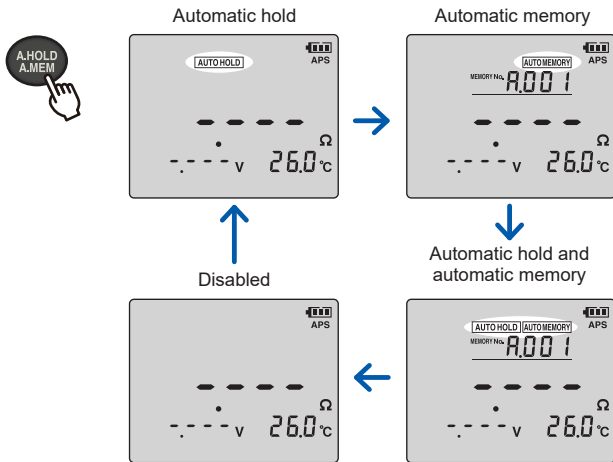 Automatic hold
Automatic memory
A.HOLD
A.MEM
AUTO HOLD
APS
- - - -
Ω
-.- - - V 26.0 °C
AUTO MEMORY
APS
MEMORY No. A.001
- - - -
Ω
-.- - - V 26.0 °C
Disabled
Automatic hold and
automatic memory
APS
- - - -
Ω
-.- - - V 26.0 °C
APS
AUTO HOLD AUTO MEMORY
MEMORY No. A.001
- - - -
Ω
-.- - - V 26.0 °C